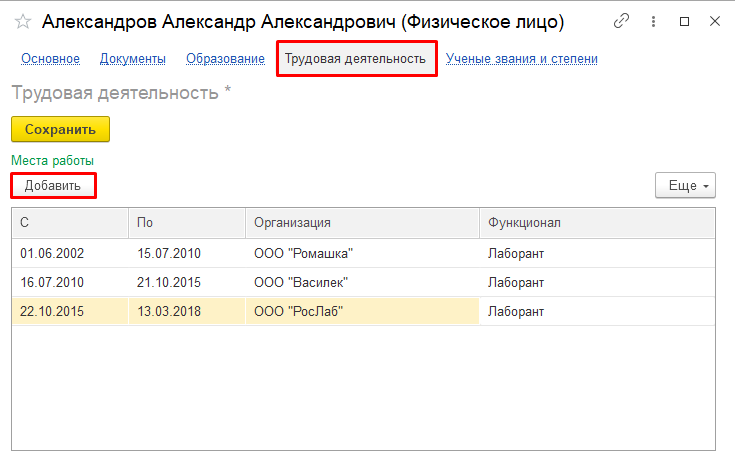 Александров Александр Александрович (Физическое лицо)
Основное Документы Образование Трудовая деятельность Ученые звания и степени
Трудовая деятельность *
Сохранить
Места работы
Добавить Еще
С По Организация Функционал
01.06.2002 15.07.2010 ООО "Ромашка" Лаборант
16.07.2010 21.10.2015 ООО "Василек" Лаборант
22.10.2015 13.03.2018 ООО "РосЛаб" Лаборант